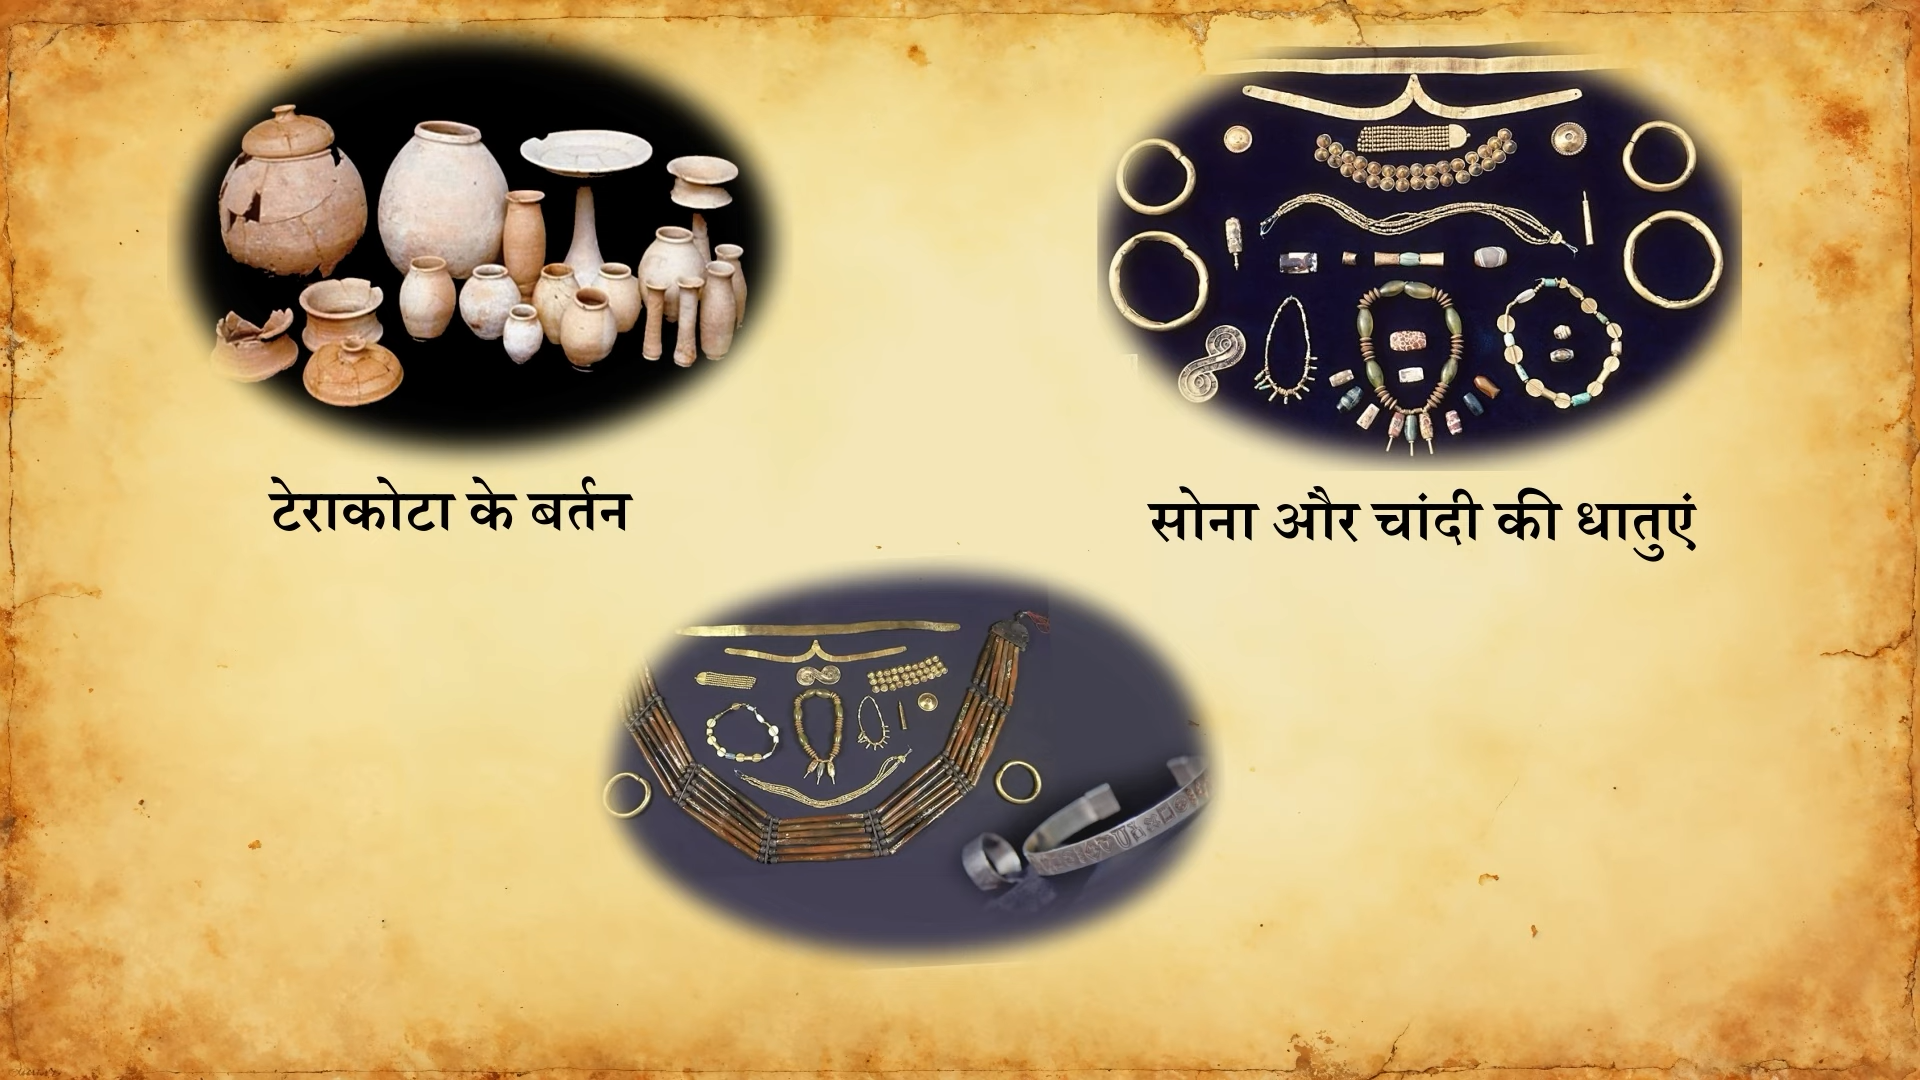 टेराकोटा के बर्तन
सोना और चांदी की धातुएं